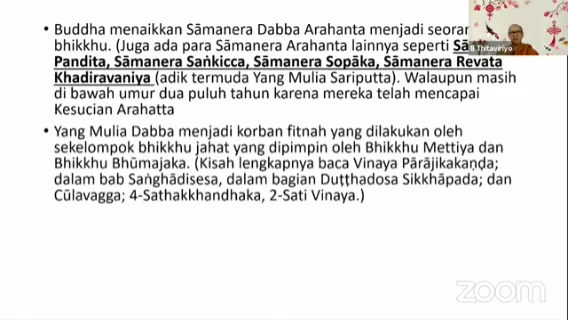 • Buddha menaikkan Sāmanera Dabba Arahanta menjadi seoran
bhikkhu. (Juga ada para Sāmanera Arahanta lainnya seperti Sā
Pandita, Sāmanera Saṅkicca, Sāmanera Sopāka, Sāmanera Revata
Khadiravaniya (adik termuda Yang Mulia Sariputta). Walaupun masih
di bawah umur dua puluh tahun karena mereka telah mencapai
Kesucian Arahatta
• Yang Mulia Dabba menjadi korban fitnah yang dilakukan oleh
sekelompok bhikkhu jahat yang dipimpin oleh Bhikkhu Mettiya dan
Bhikkhu Bhūmajaka. (Kisah lengkapnya baca Vinaya Pārājikakaṇḍa;
dalam bab Saṅghādisesa, dalam bagian Duṭṭhadosa Sikkhāpada; dan
Cūlavagga; 4-Sathakkhandhaka, 2-Sati Vinaya.)
B.Thitaviriyo
zoom